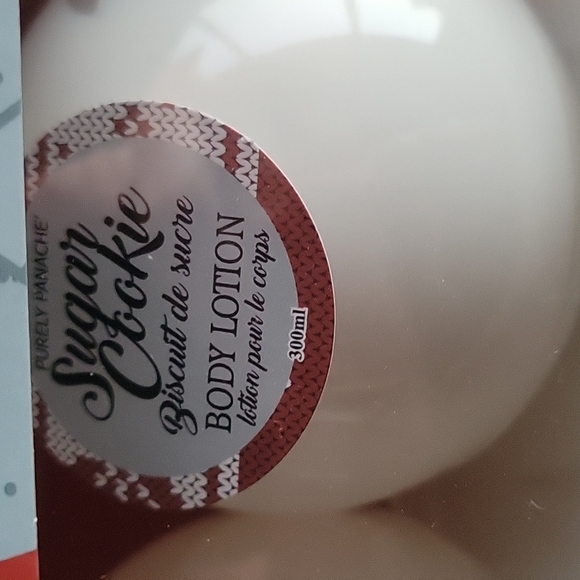 PURELY PANACHE
Sugar
Cookie
Biscuit de sucre
BODY LOTION
lotion pour le corps
300ml